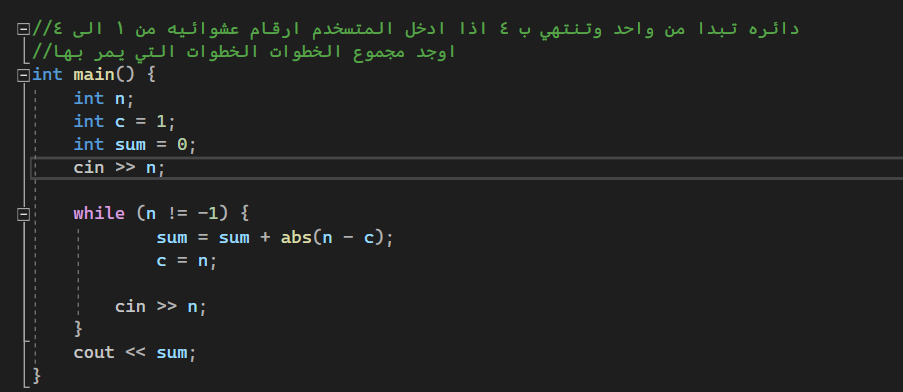 //دائره تبدا من واحد وتنتهي ب ٤ اذا ادخل المتسخدم ارقام عشوائيه من ١ الى ٤
//اوجد مجموع الخطوات الخطوات التي يمر بها
int main() {
    int n;
    int c = 1;
    int sum = 0;
    cin >> n;
    while (n != -1) {
            sum = sum + abs(n - c);
            c = n;
        cin >> n;
    }
    cout << sum;
}